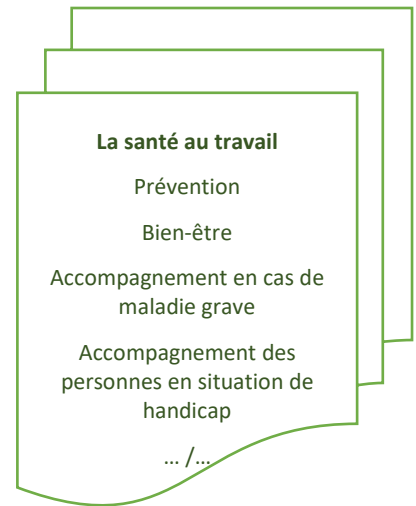 La santé au travail
Prévention
Bien-être
Accompagnement en cas de
maladie grave
Accompagnement des
personnes en situation de
handicap
... /...